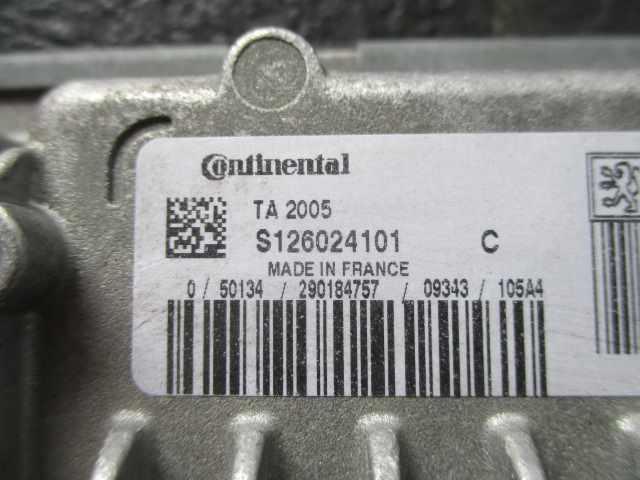 Continental
TA 2005
S126024101 C
MADE IN FRANCE
0 / 50134 / 290184757 / 09343 / 105A4